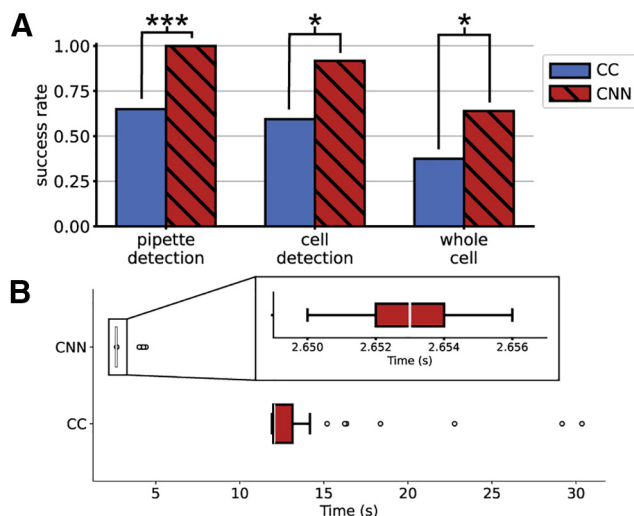 A
***
*
*
1.00
0.75
0.50
0.25
0.00
success rate
pipette
detection
cell
detection
whole
cell
CC
CNN
B
CNN
CC
2.650
2.652
2.654
2.656
Time (s)
5
10
15
20
25
30
Time (s)